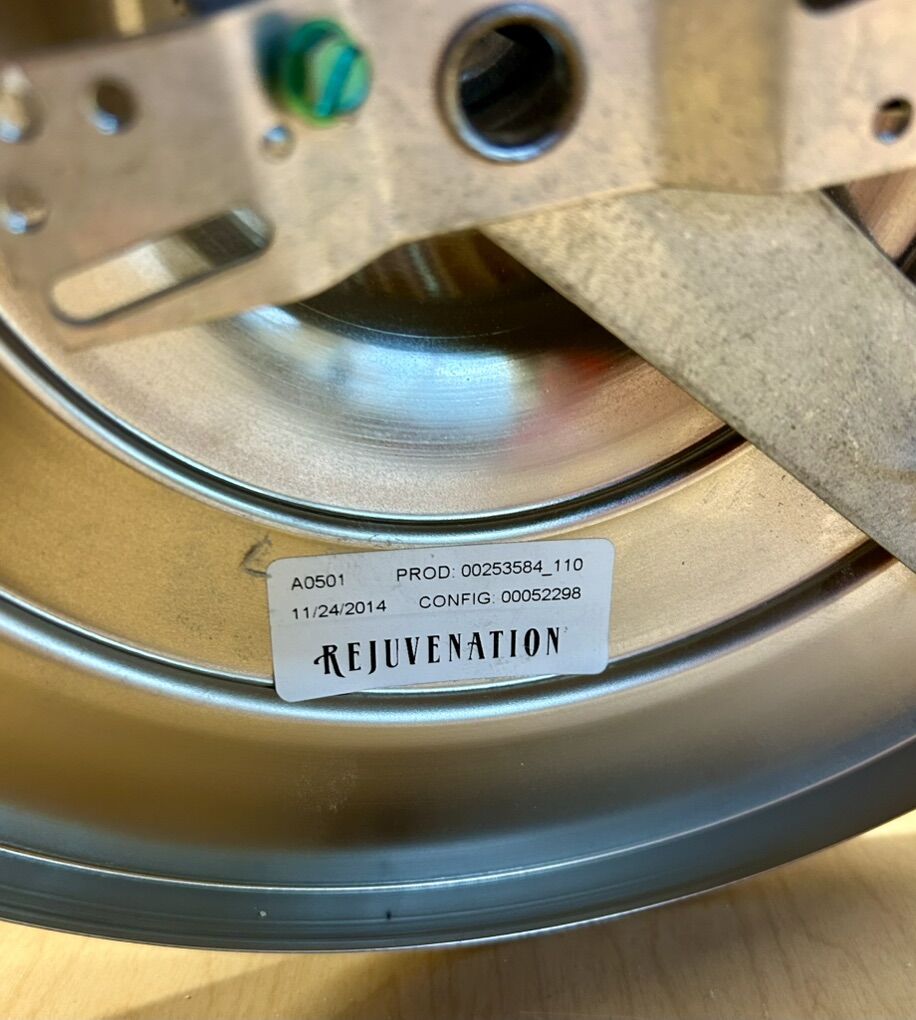 A0501 PROD: 00253584_110
11/24/2014 CONFIG: 00052298
REJUVENATION